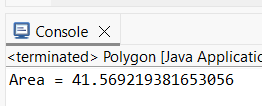 Console
<terminated> Polygon [Java Applicatio
Area = 41.569219381653056